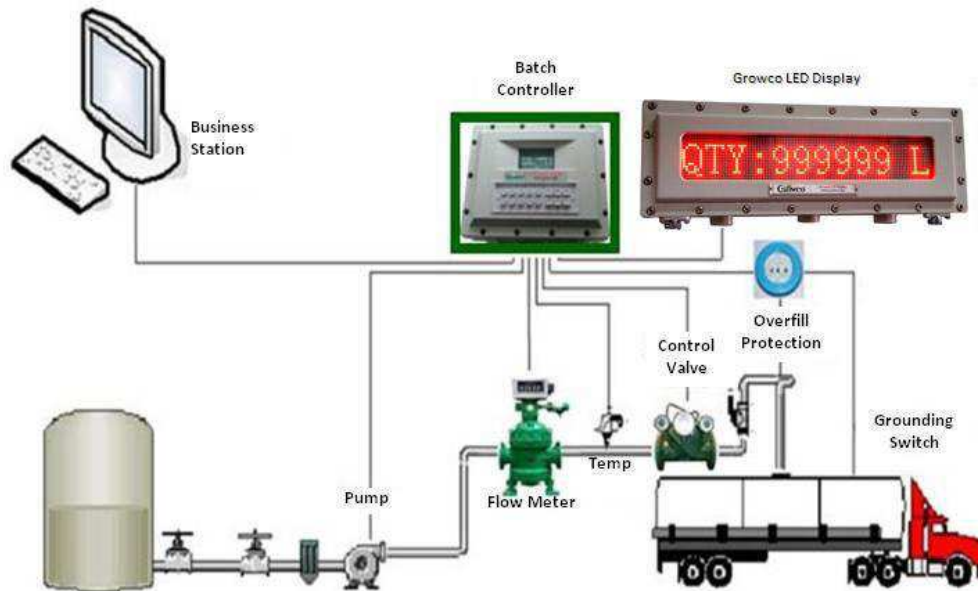 Batch
Controller
Growco LED Display
Business
Station
QTY:999999 L
Overfill
Protection
Control
Valve
Grounding
Switch
Temp
Pump
Flow Meter